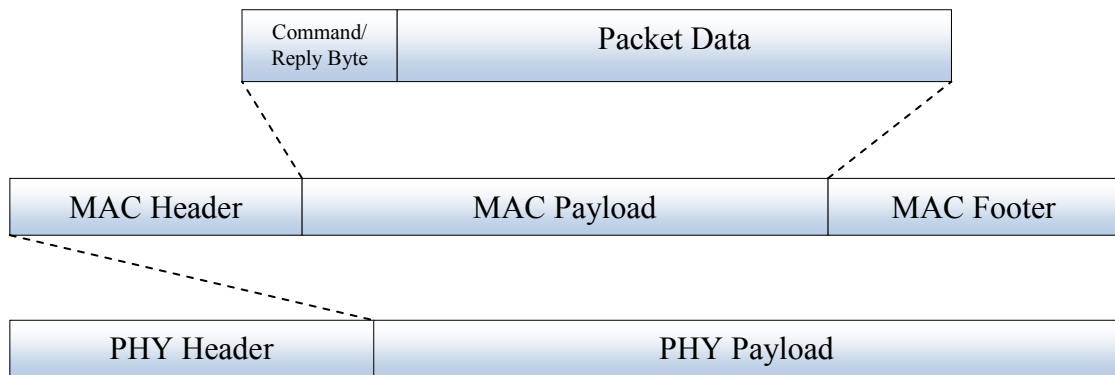 Command/
Reply Byte
Packet Data
MAC Header
MAC Payload
MAC Footer
PHY Header
PHY Payload